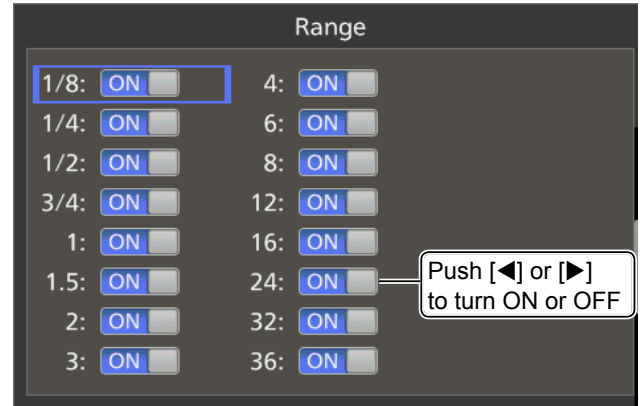 Range
1/8: ON 4: ON
1/4: ON 6: ON
1/2: ON 8: ON
3/4: ON 12: ON
1: ON 16: ON
1.5: ON 24: ON
2: ON 32: ON
3: ON 36: ON
Push [◀] or [▶]
to turn ON or OFF